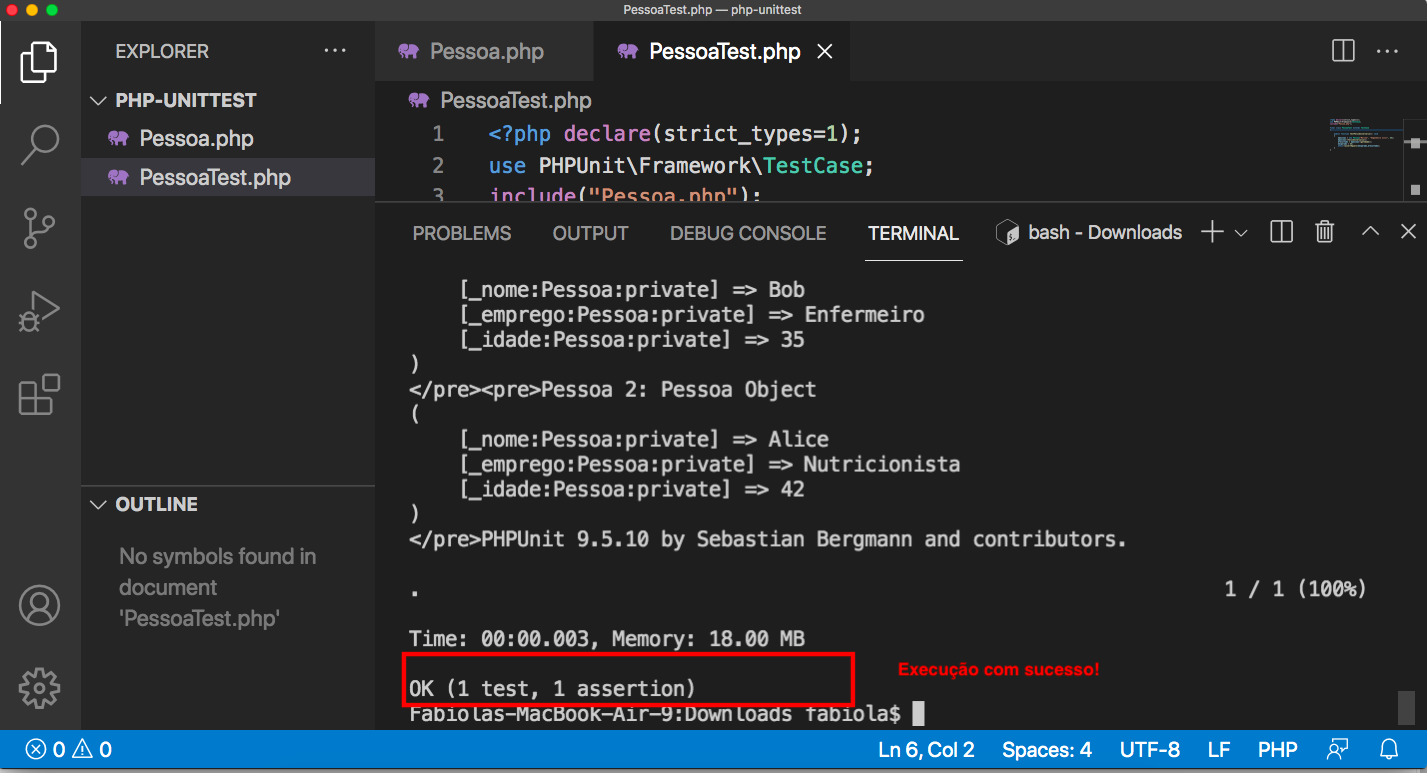 PessoaTest.php — php-unittest
EXPLORER
PHP-UNITTEST
Pessoa.php
PessoaTest.php
OUTLINE
No symbols found in
document
'PessoaTest.php'
Pessoa.php
PessoaTest.php
PessoaTest.php
1 <?php declare(strict_types=1);
2 use PHPUnit\Framework\TestCase;
3 include("Pessoa.php");
PROBLEMS OUTPUT DEBUG CONSOLE TERMINAL bash - Downloads
[_nome:Pessoa:private] => Bob
[_emprego:Pessoa:private] => Enfermeiro
[_idade:Pessoa:private] => 35
)
</pre><pre>Pessoa 2: Pessoa Object
(
[_nome:Pessoa:private] => Alice
[_emprego:Pessoa:private] => Nutricionista
[_idade:Pessoa:private] => 42
)
</pre>PHPUnit 9.5.10 by Sebastian Bergmann and contributors.
. 1 / 1 (100%)
Time: 00:00.003, Memory: 18.00 MB
Execução com sucesso!
OK (1 test, 1 assertion)
Fabiolas-MacBook-Air-9:Downloads fabiola$
0 0 Ln 6, Col 2 Spaces: 4 UTF-8 LF PHP